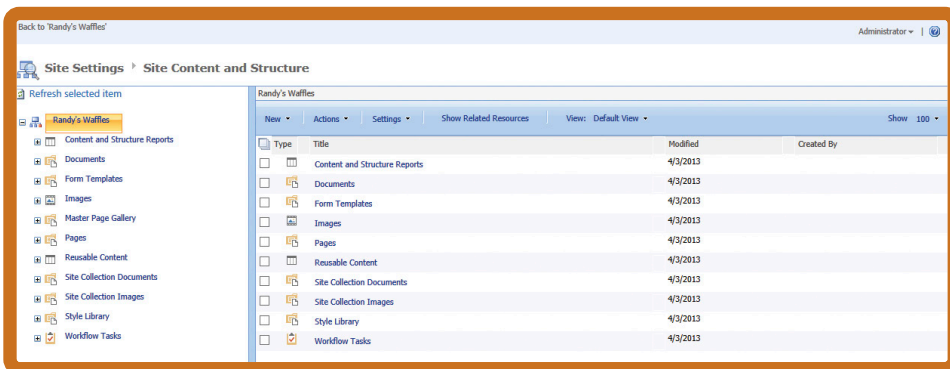 Back to 'Randy's Waffles'
Administrator |
Site Settings Site Content and Structure
Refresh selected item
Randy's Waffles
Content and Structure Reports
Documents
Form Templates
Images
Master Page Gallery
Pages
Reusable Content
Site Collection Documents
Site Collection Images
Style Library
Workflow Tasks
Randy's Waffles
New Actions Settings Show Related Resources View: Default View Show 100
Type Title Modified Created By
Content and Structure Reports 4/3/2013
Documents 4/3/2013
Form Templates 4/3/2013
Images 4/3/2013
Pages 4/3/2013
Reusable Content 4/3/2013
Site Collection Documents 4/3/2013
Site Collection Images 4/3/2013
Style Library 4/3/2013
Workflow Tasks 4/3/2013